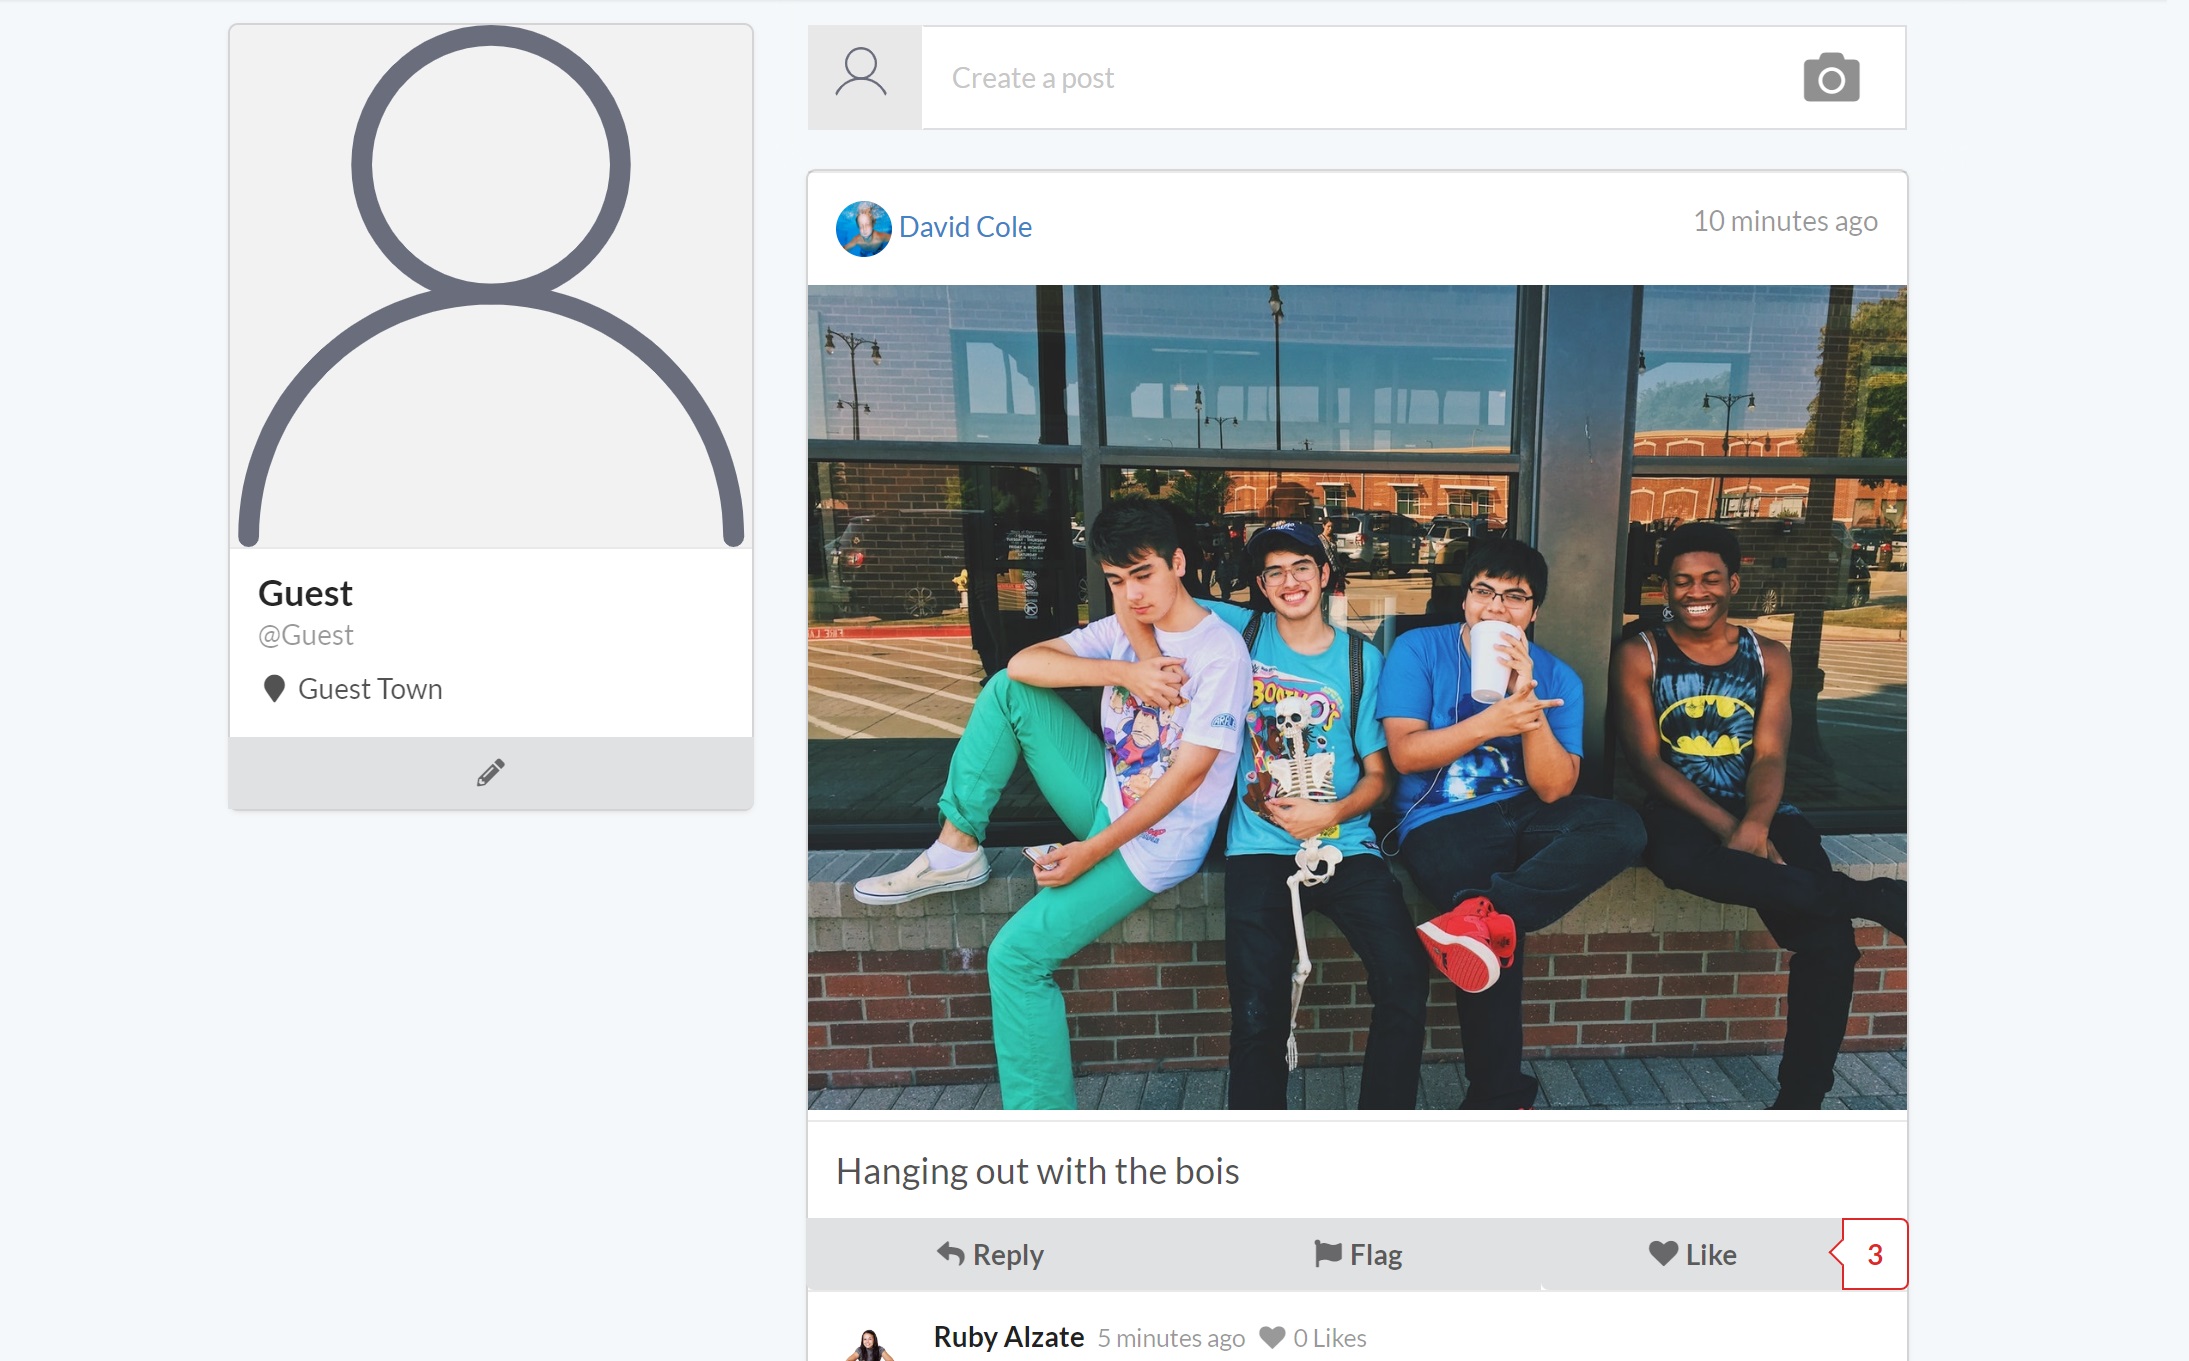 Create a post
David Cole
10 minutes ago
Guest
@Guest
Guest Town
Hanging out with the bois
Reply
Flag
Like
3
Ruby Alzate 5 minutes ago 0 Likes